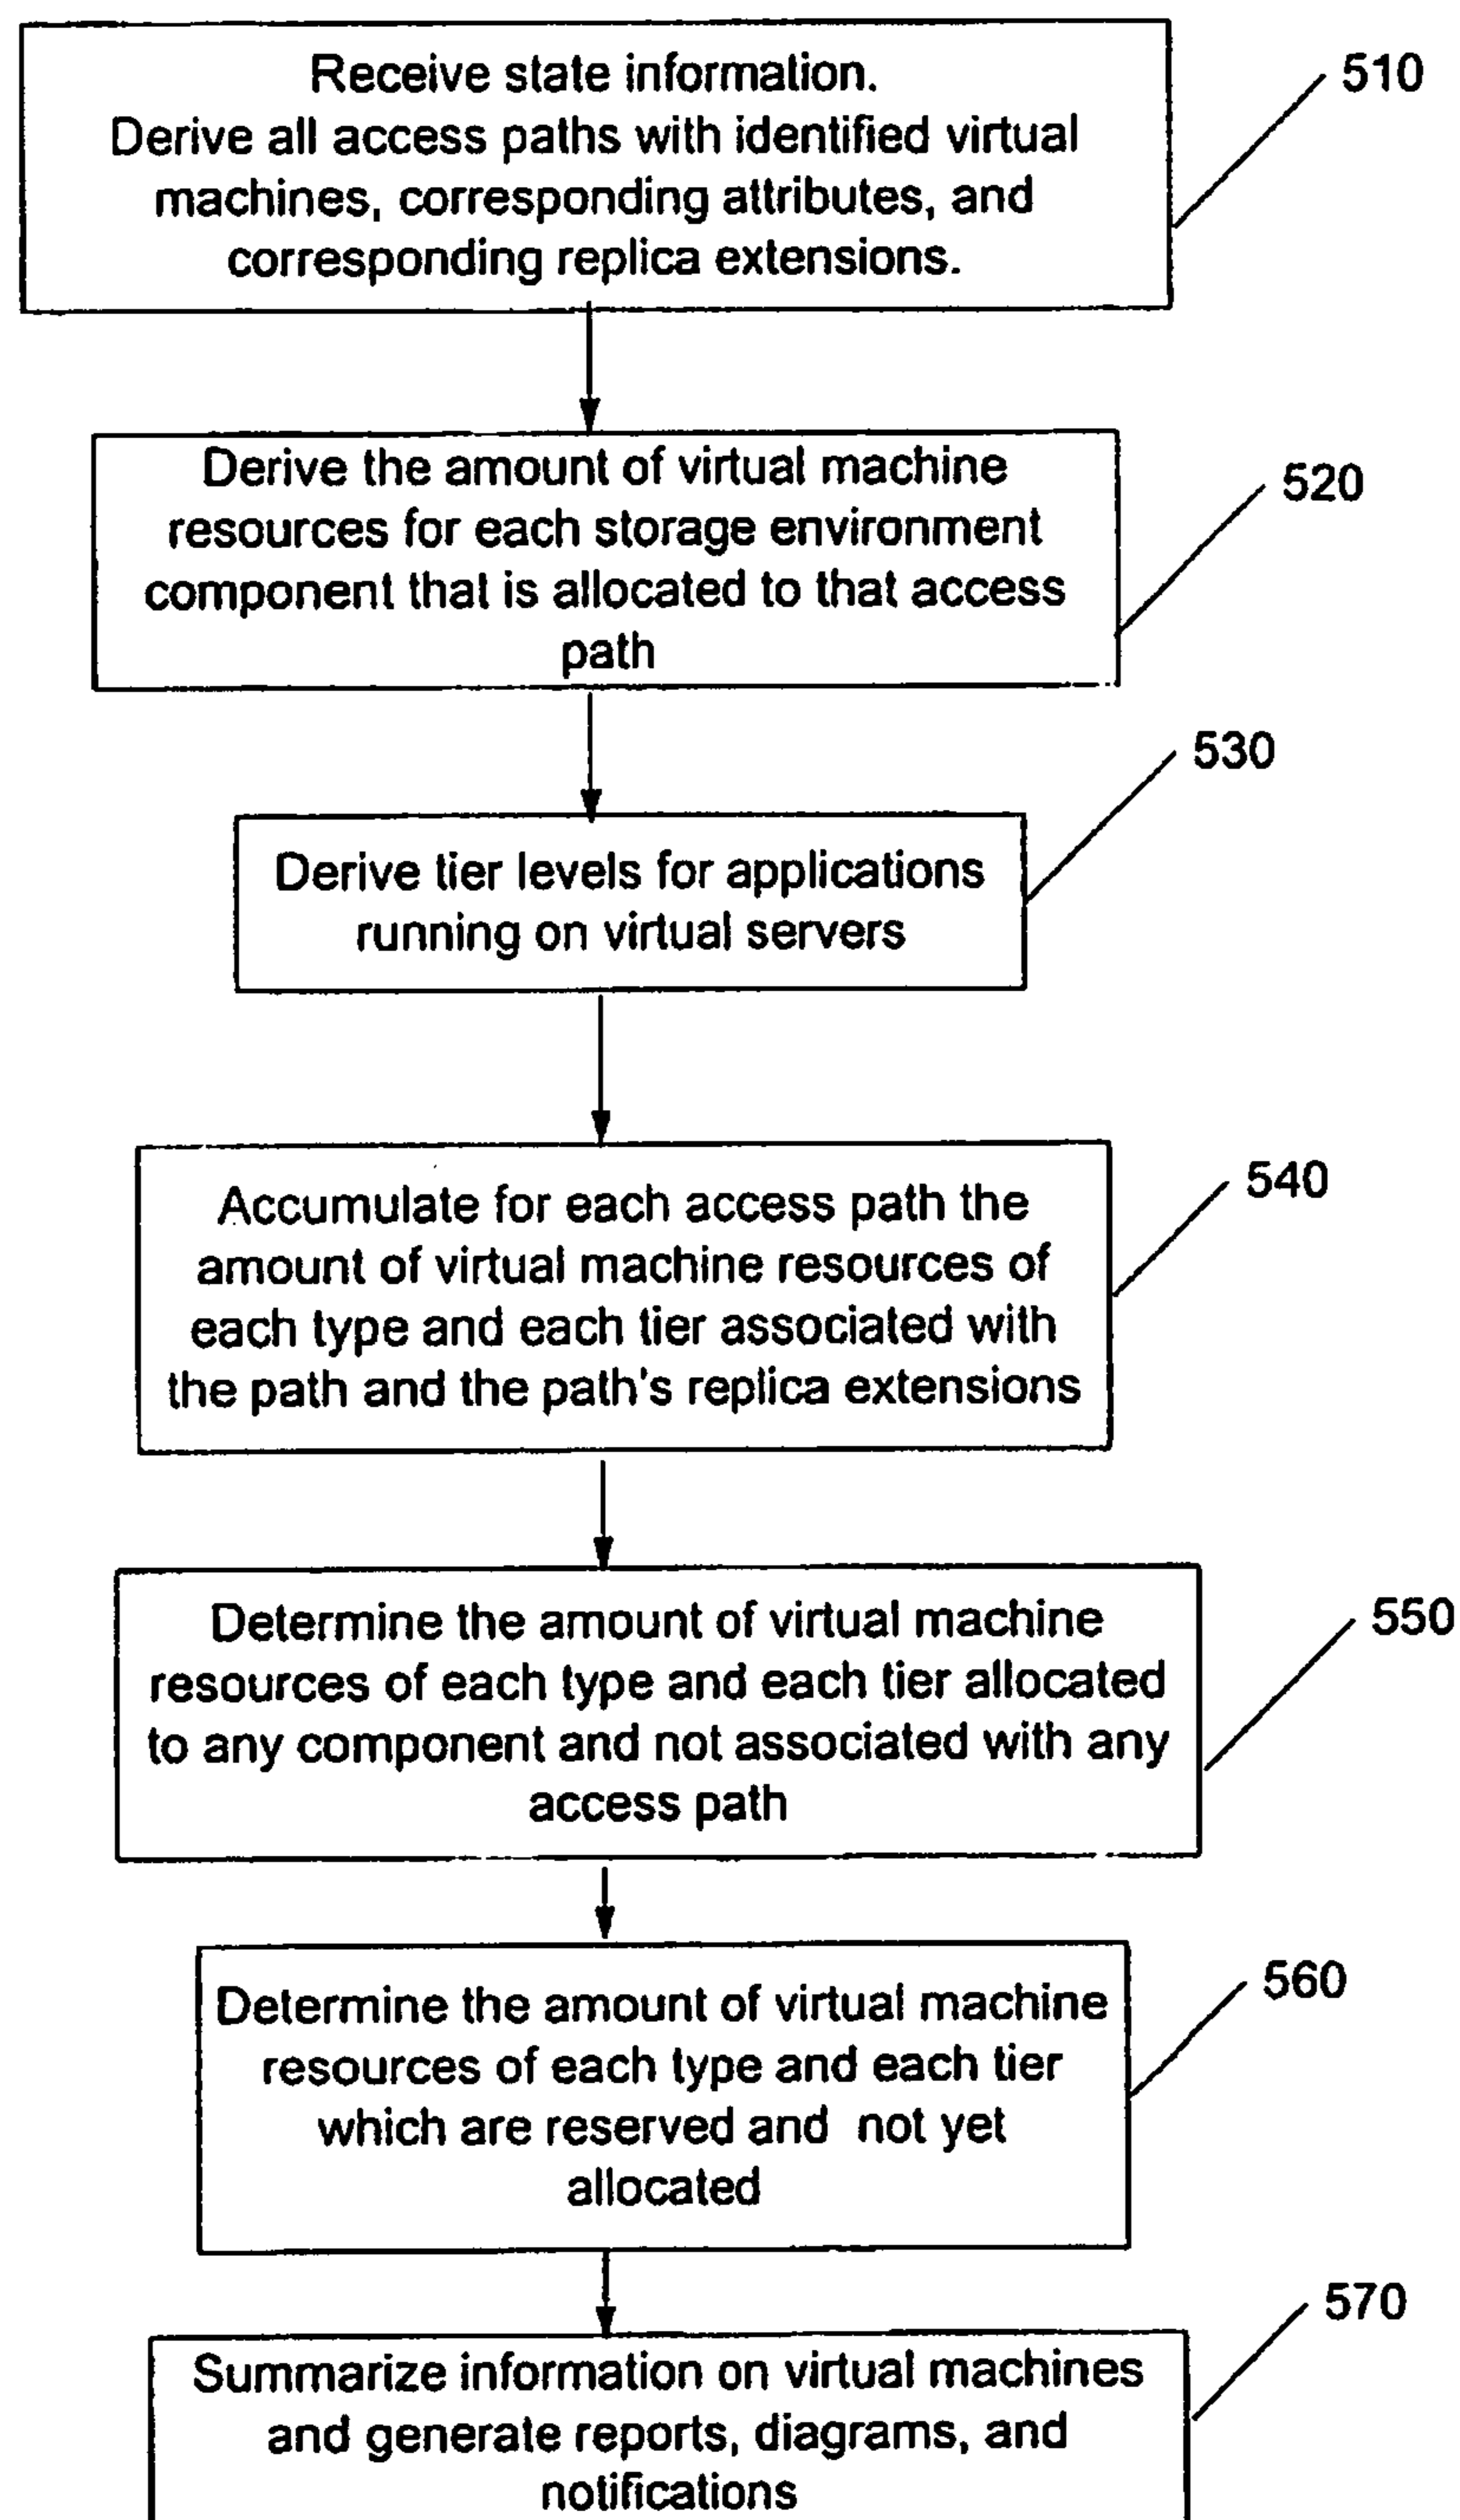 Receive state information.
Derive all access paths with identified virtual
machines, corresponding attributes, and
corresponding replica extensions.
510
Derive the amount of virtual machine
resources for each storage environment
component that is allocated to that access
path
520
530
Derive tier levels for applications
running on virtual servers
Accumulate for each access path the
amount of virtual machine resources of
each type and each tier associated with
the path and the path's replica extensions
540
Determine the amount of virtual machine
resources of each type and each tier allocated
to any component and not associated with any
access path
550
Determine the amount of virtual machine
resources of each type and each tier
which are reserved and not yet
allocated
560
570
Summarize information on virtual machines
and generate reports, diagrams, and
notifications